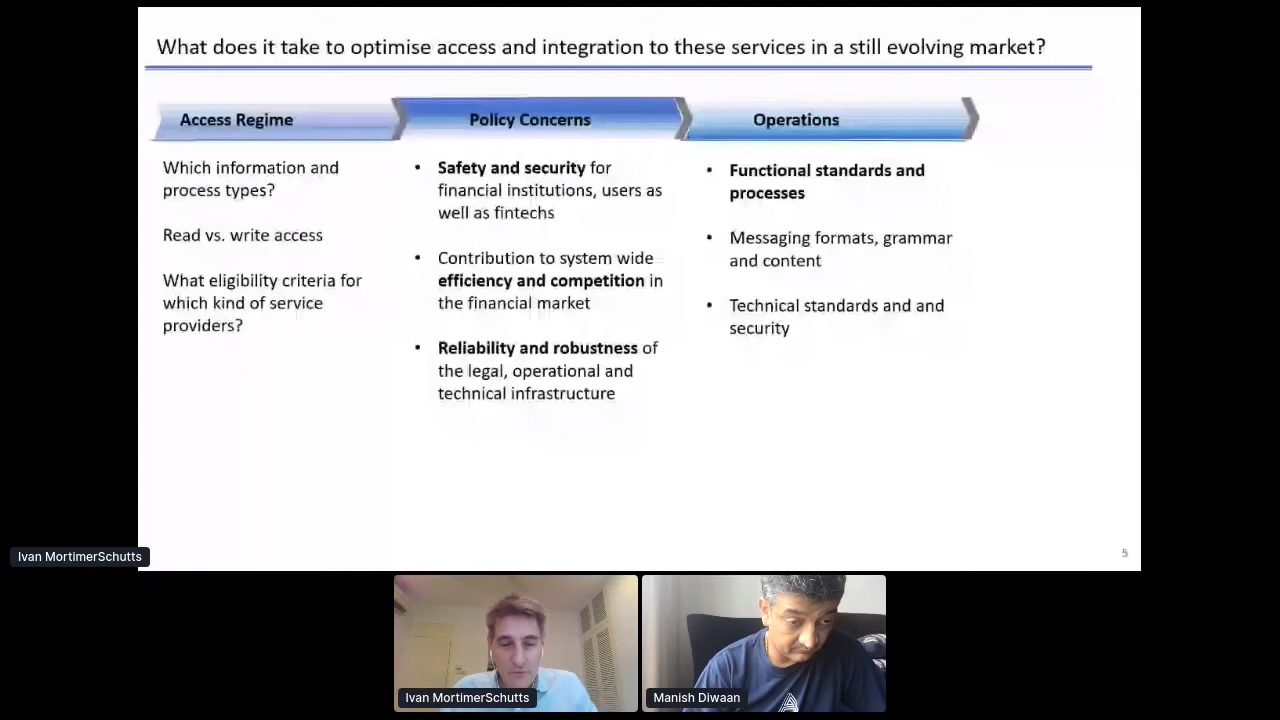 What does it take to optimise access and integration to these services in a still evolving market?
Access Regime
Which information and
process types?
Read vs. write access
What eligibility criteria for
which kind of service
providers?
Policy Concerns
• Safety and security for
financial institutions, users as
well as fintechs
• Contribution to system wide
efficiency and competition in
the financial market
• Reliability and robustness of
the legal, operational and
technical infrastructure
Operations
• Functional standards and
processes
• Messaging formats, grammar
and content
• Technical standards and and
security
5
Ivan MortimerSchutts
Ivan MortimerSchutts
Manish Diwaan